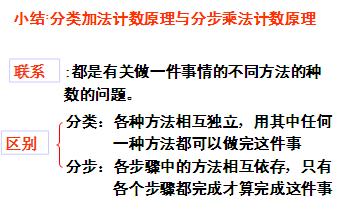 小结:分类加法计数原理与分步乘法计数原理
联系:都是有关做一件事情的不同方法的种
数的问题。
区别
分类:各种方法相互独立,用其中任何
一种方法都可以做完这件事
分步:各步骤中的方法相互依存,只有
各个步骤都完成才算完成这件事